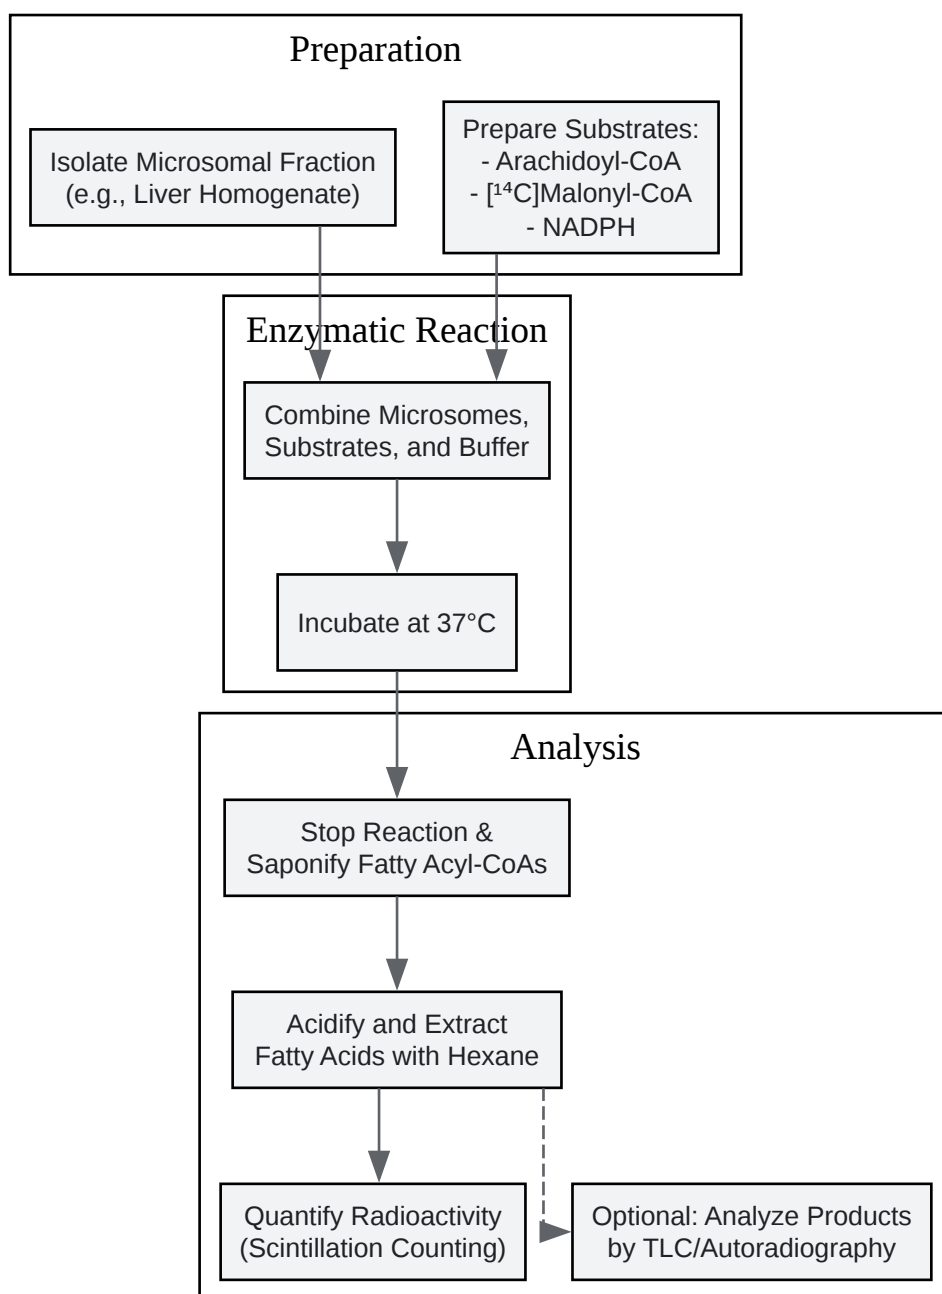 Preparation
Isolate Microsomal Fraction
(e.g., Liver Homogenate)
Prepare Substrates:
- Arachidoyl-CoA
- [¹⁴C]Malonyl-CoA
- NADPH
Enzymatic Reaction
Combine Microsomes,
Substrates, and Buffer
Incubate at 37°C
Analysis
Stop Reaction &
Saponify Fatty Acyl-CoAs
Acidify and Extract
Fatty Acids with Hexane
Quantify Radioactivity
(Scintillation Counting)
Optional: Analyze Products
by TLC/Autoradiography